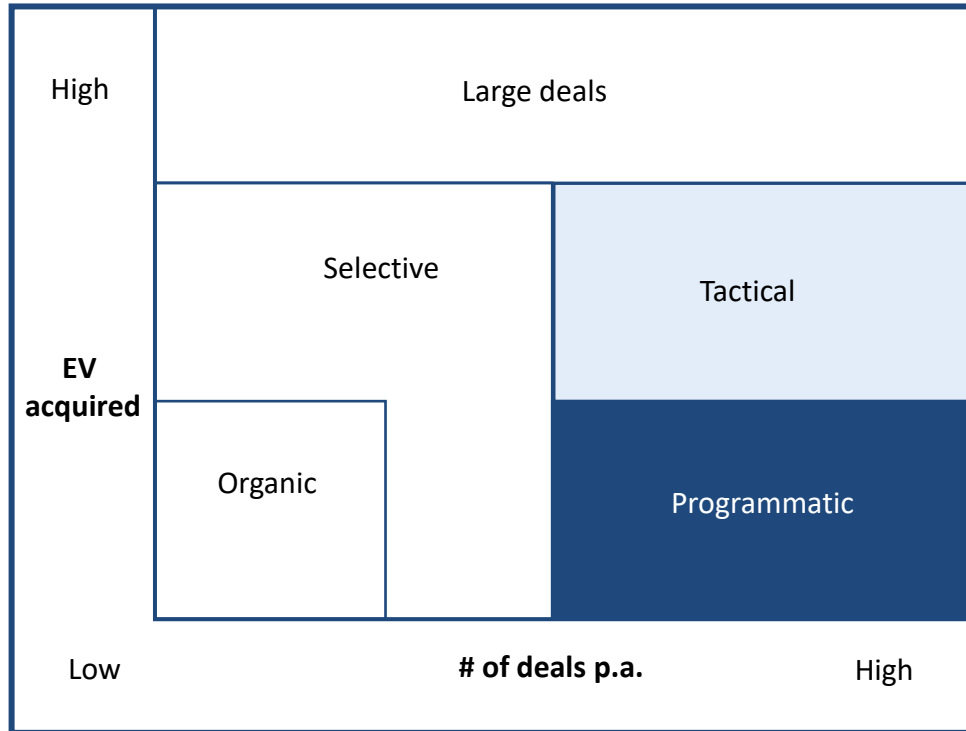 High
Large deals
Selective
Tactical
EV
acquired
Organic
Programmatic
Low
# of deals p.a.
High